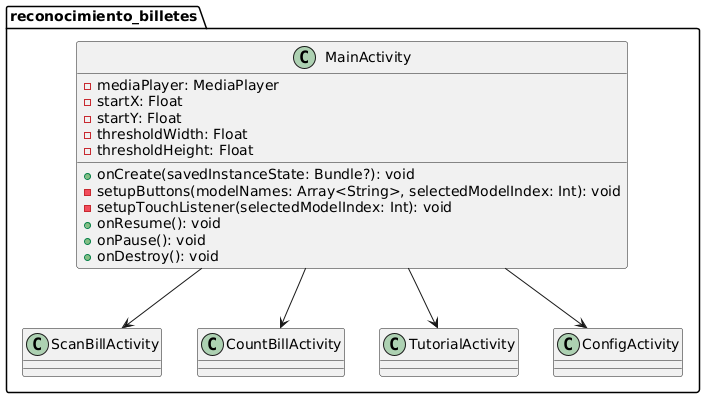 reconocimiento_billetes
C MainActivity
mediaPlayer: MediaPlayer
startX: Float
startY: Float
thresholdWidth: Float
thresholdHeight: Float
onCreate(savedInstanceState: Bundle?): void
setupButtons(modelNames: Array<String>, selectedModelIndex: Int): void
setupTouchListener(selectedModelIndex: Int): void
onResume(): void
onPause(): void
onDestroy(): void
C ScanBillActivity
C CountBillActivity
C TutorialActivity
C ConfigActivity